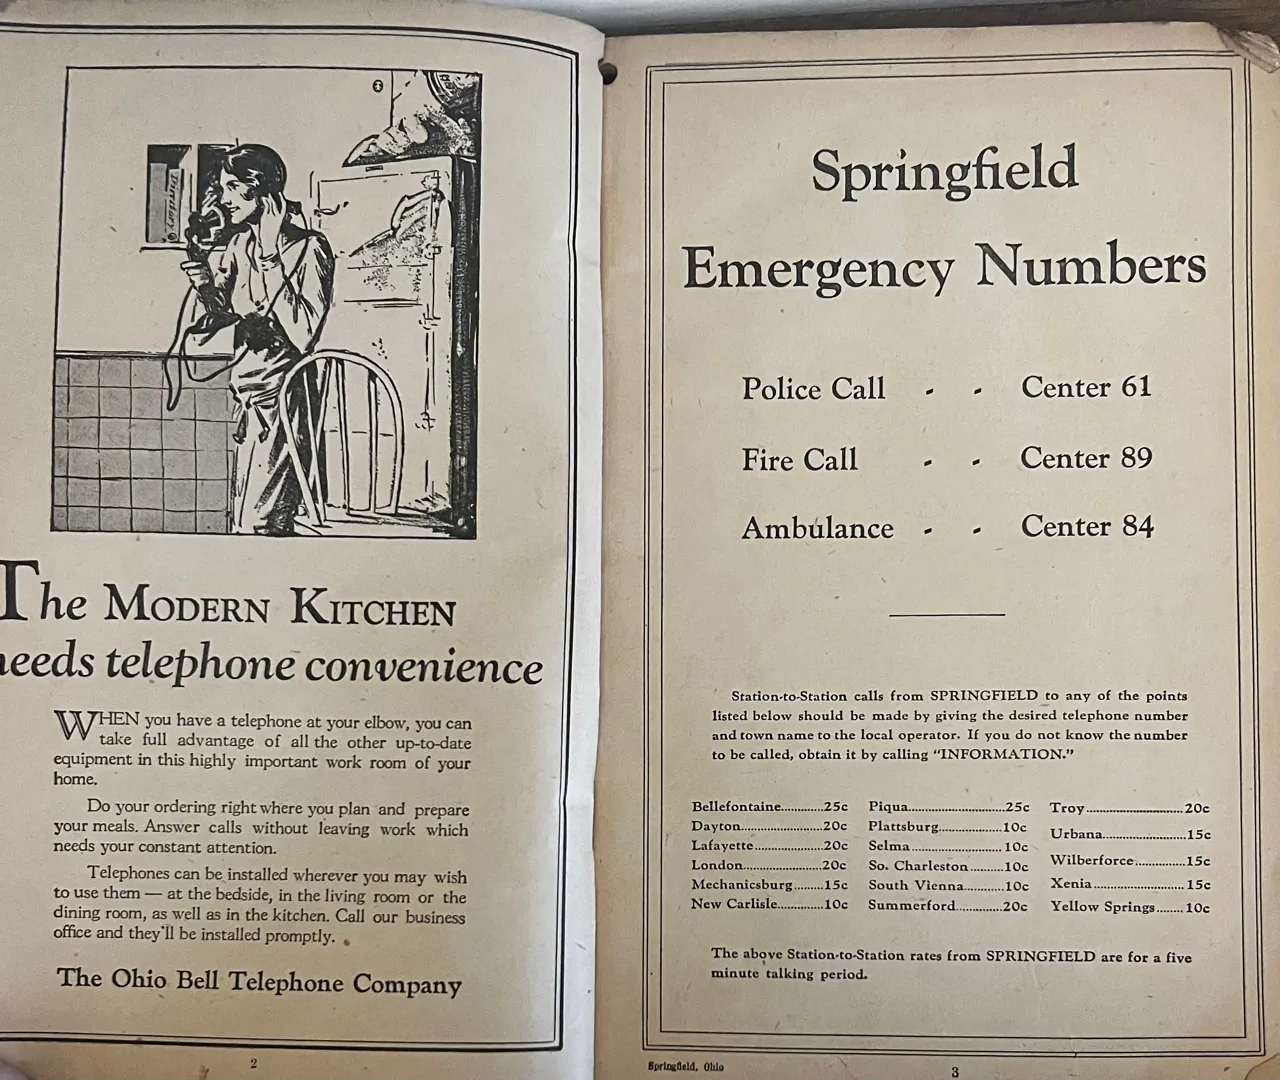 Directory
The MODERN KITCHEN
needs telephone convenience
WHEN you have a telephone at your elbow, you can
take full advantage of all the other up-to-date
equipment in this highly important work room of your
home.
Do your ordering right where you plan and prepare
your meals. Answer calls without leaving work which
needs your constant attention.
Telephones can be installed wherever you may wish
to use them — at the bedside, in the living room or the
dining room, as well as in the kitchen. Call our business
office and they'll be installed promptly.
The Ohio Bell Telephone Company
2
Springfield
Emergency Numbers
Police Call - - Center 61
Fire Call - - Center 89
Ambulance - - Center 84
Station-to-Station calls from SPRINGFIELD to any of the points
listed below should be made by giving the desired telephone number
and town name to the local operator. If you do not know the number
to be called, obtain it by calling "INFORMATION."
Bellefontaine............25c
Dayton.......................20c
Lafayette...................20c
London......................20c
Mechanicsburg........15c
New Carlisle.............10c
Piqua...........................25c
Plattsburg..................10c
Selma..........................10c
So. Charleston..........10c
South Vienna............10c
Summerford..............20c
Troy...........................20c
Urbana.......................15c
Wilberforce...............15c
Xenia..........................15c
Yellow Springs.........10c
The above Station-to-Station rates from SPRINGFIELD are for a five
minute talking period.
Springfield, Ohio
3